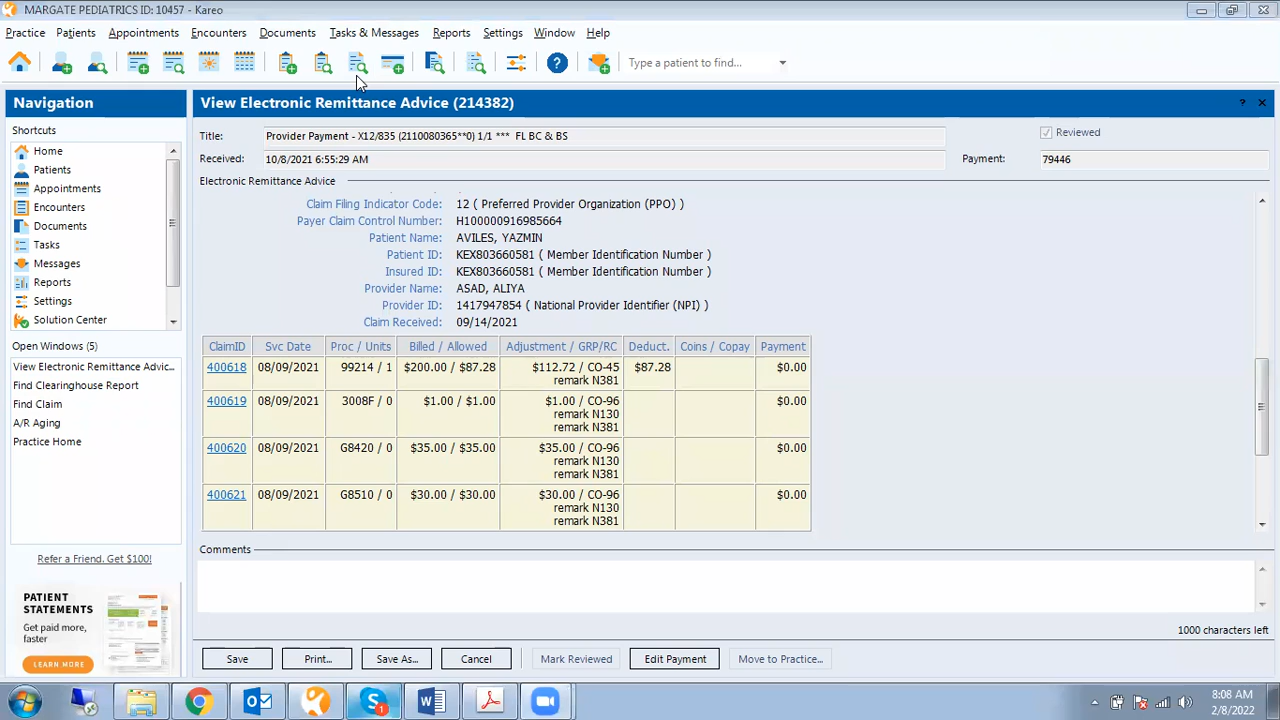 MARGATE PEDIATRICS ID: 10457 - Kareo
Practice Patients Appointments Encounters Documents Tasks & Messages Reports Settings Window Help
Type a patient to find...
Navigation
Shortcuts
Home
Patients
Appointments
Encounters
Documents
Tasks
Messages
Reports
Settings
Solution Center
Open Windows (5)
View Electronic Remittance Advic...
Find Clearinghouse Report
Find Claim
A/R Aging
Practice Home
Refer a Friend. Get $100!
PATIENT
STATEMENTS
Get paid more,
faster
LEARN MORE
View Electronic Remittance Advice (214382)
Title: Provider Payment - X12/835 (2110080365**0) 1/1 *** FL BC & BS Reviewed
Received: 10/8/2021 6:55:29 AM Payment: 79446
Electronic Remittance Advice
Claim Filing Indicator Code: 12 ( Preferred Provider Organization (PPO) )
Payer Claim Control Number: H100000916985664
Patient Name: AVILES, YAZMIN
Patient ID: KEX803660581 ( Member Identification Number )
Insured ID: KEX803660581 ( Member Identification Number )
Provider Name: ASAD, ALIYA
Provider ID: 1417947854 ( National Provider Identifier (NPI) )
Claim Received: 09/14/2021
ClaimID Svc Date Proc / Units Billed / Allowed Adjustment / GRP/RC Deduct. Coins / Copay Payment
400618 08/09/2021 99214 / 1 $200.00 / $87.28 $112.72 / CO-45 $87.28 $0.00
remark N381
400619 08/09/2021 3008F / 0 $1.00 / $1.00 $1.00 / CO-96 $0.00
remark N130
remark N381
400620 08/09/2021 G8420 / 0 $35.00 / $35.00 $35.00 / CO-96 $0.00
remark N130
remark N381
400621 08/09/2021 G8510 / 0 $30.00 / $30.00 $30.00 / CO-96 $0.00
remark N130
remark N381
Comments
1000 characters left
Save Print... Save As... Cancel Mark Reviewed Edit Payment Move to Practice...
8:08 AM
2/8/2022